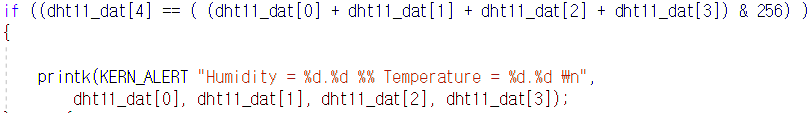 if ((dht11_dat[4] == ( (dht11_dat[0] + dht11_dat[1] + dht11_dat[2] + dht11_dat[3]) & 256) )
{
printk(KERN_ALERT "Humidity = %d.%d %% Temperature = %d.%d ₩n",
dht11_dat[0], dht11_dat[1], dht11_dat[2], dht11_dat[3]);